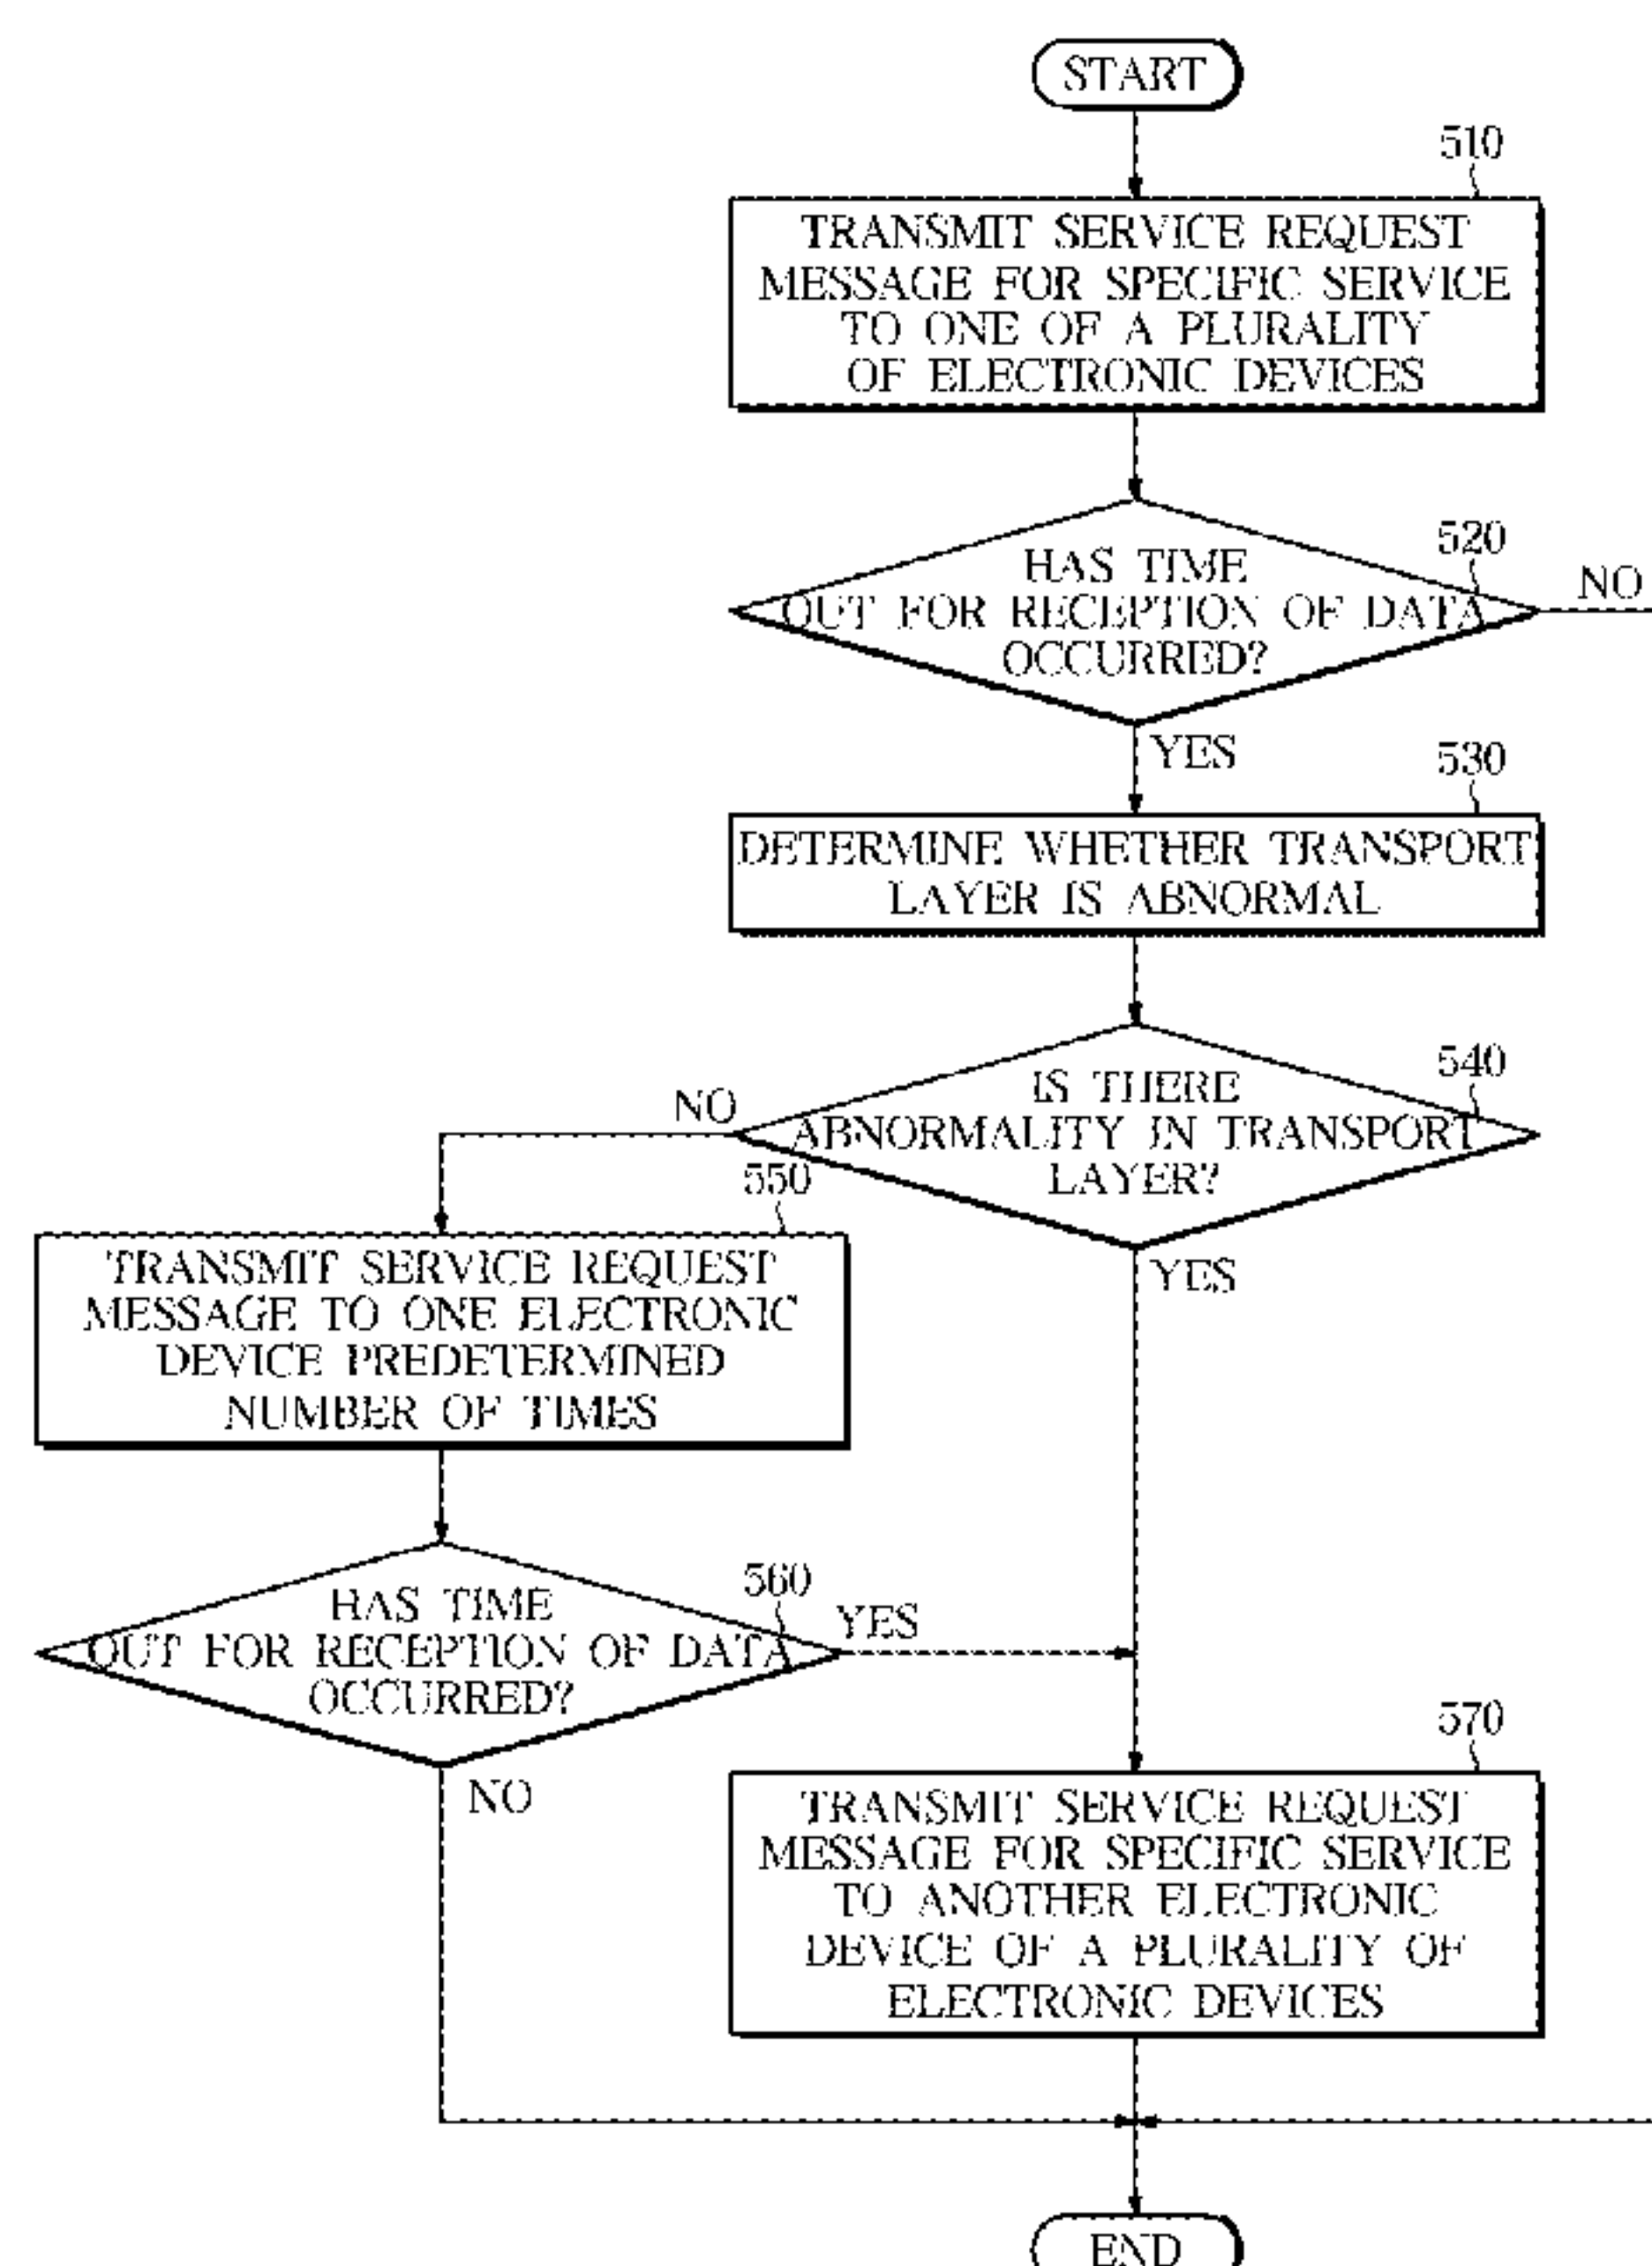 START
510
TRANSMIT SERVICE REQUEST
MESSAGE FOR SPECIFIC SERVICE
TO ONE OF A PLURALITY
OF ELECTRONIC DEVICES
520
HAS TIME
OUT FOR RECEPTION OF DATA
OCCURRED?
NO
YES
530
DETERMINE WHETHER TRANSPORT
LAYER IS ABNORMAL
540
IS THERE
ABNORMALITY IN TRANSPORT
LAYER?
NO
YES
550
TRANSMIT SERVICE REQUEST
MESSAGE TO ONE ELECTRONIC
DEVICE PREDETERMINED
NUMBER OF TIMES
560
HAS TIME
OUT FOR RECEPTION OF DATA
OCCURRED?
YES
NO
570
TRANSMIT SERVICE REQUEST
MESSAGE FOR SPECIFIC SERVICE
TO ANOTHER ELECTRONIC
DEVICE OF A PLURALITY OF
ELECTRONIC DEVICES
END